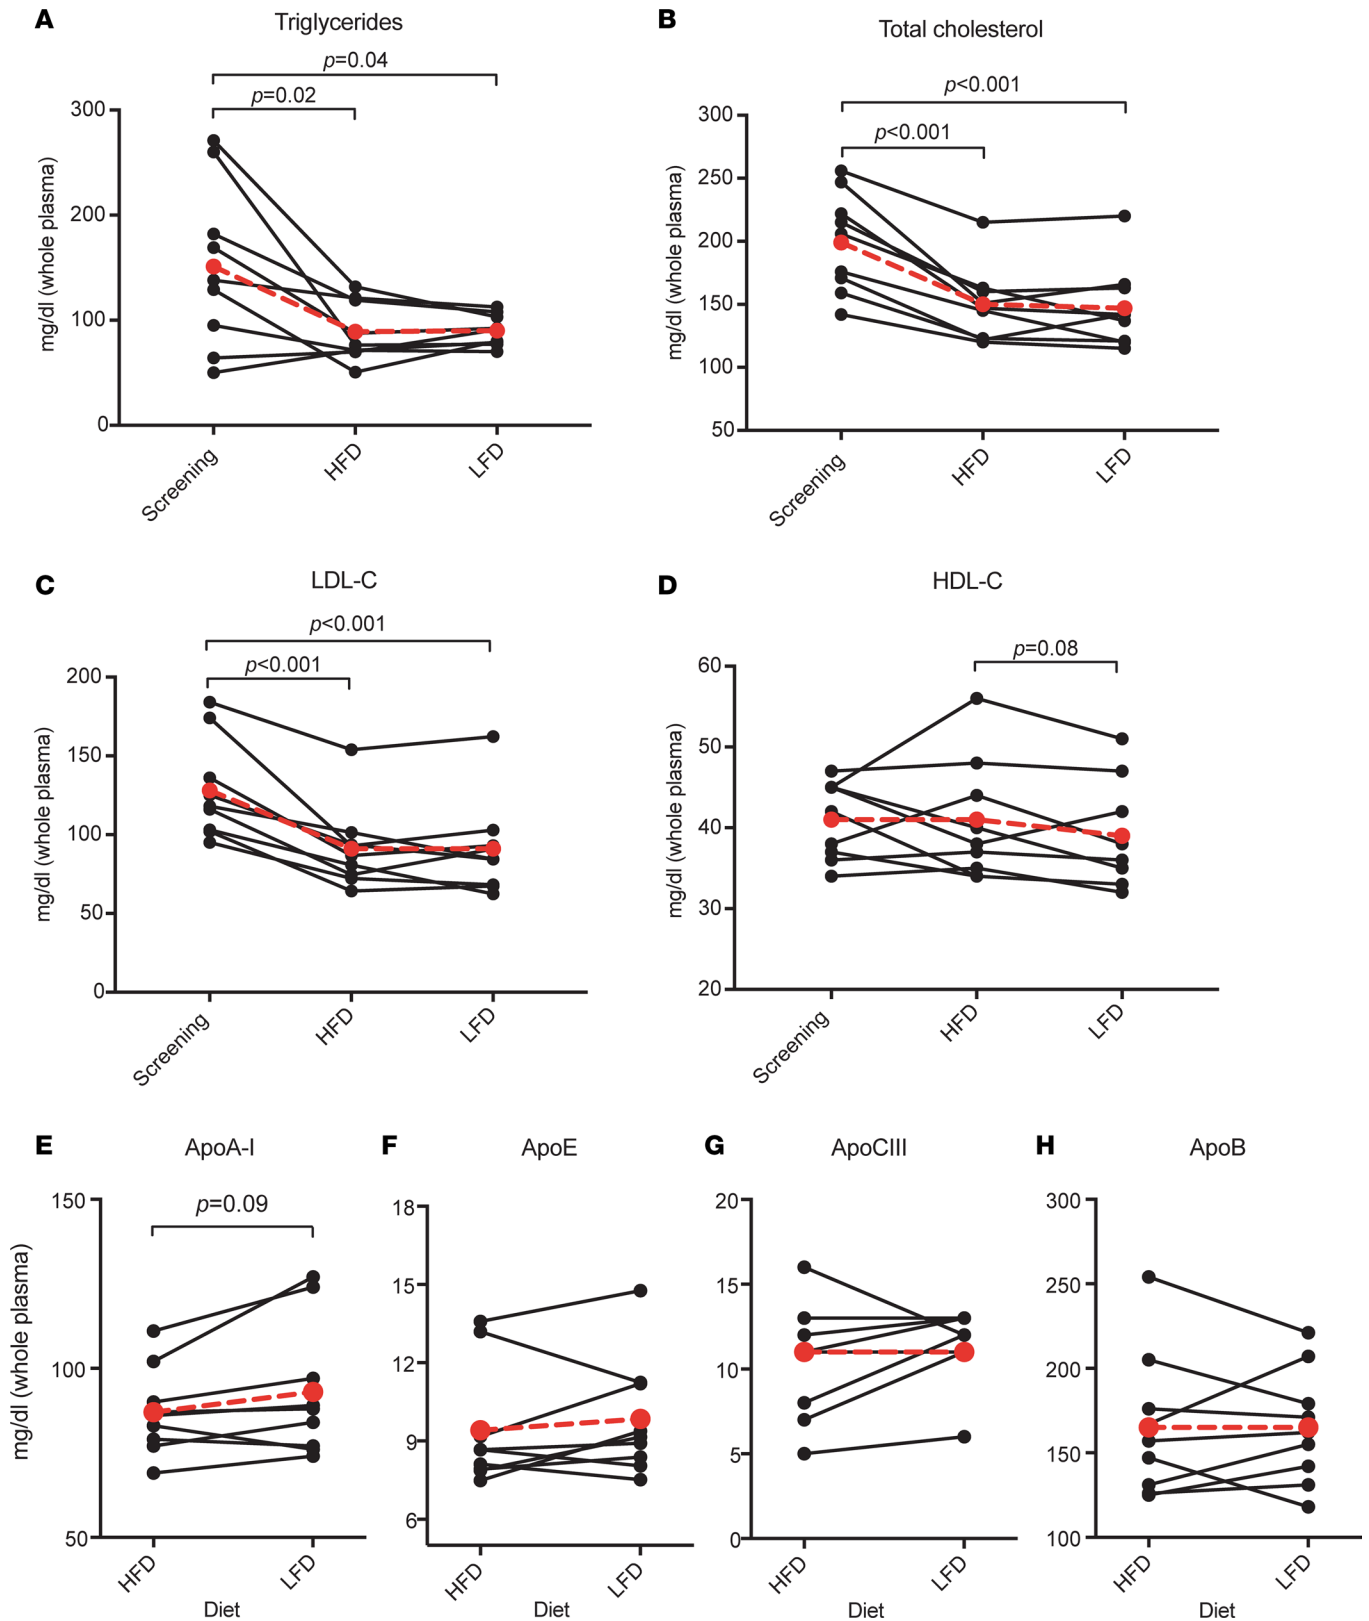 A
Triglycerides
p=0.04
p=0.02
300
200
100
0
mg/dl (whole plasma)
Screening
HFD
LFD
B
Total cholesterol
p<0.001
p<0.001
300
250
200
150
100
50
mg/dl (whole plasma)
Screening
HFD
LFD
C
LDL-C
p<0.001
p<0.001
200
150
100
50
0
mg/dl (whole plasma)
Screening
HFD
LFD
D
HDL-C
p=0.08
60
50
40
30
20
mg/dl (whole plasma)
Screening
HFD
LFD
E
ApoA-I
p=0.09
150
100
50
mg/dl (whole plasma)
HFD
LFD
Diet
F
ApoE
18
15
12
9
6
HFD
LFD
Diet
G
ApoCIII
20
15
10
5
0
HFD
LFD
Diet
H
ApoB
300
250
200
150
100
HFD
LFD
Diet